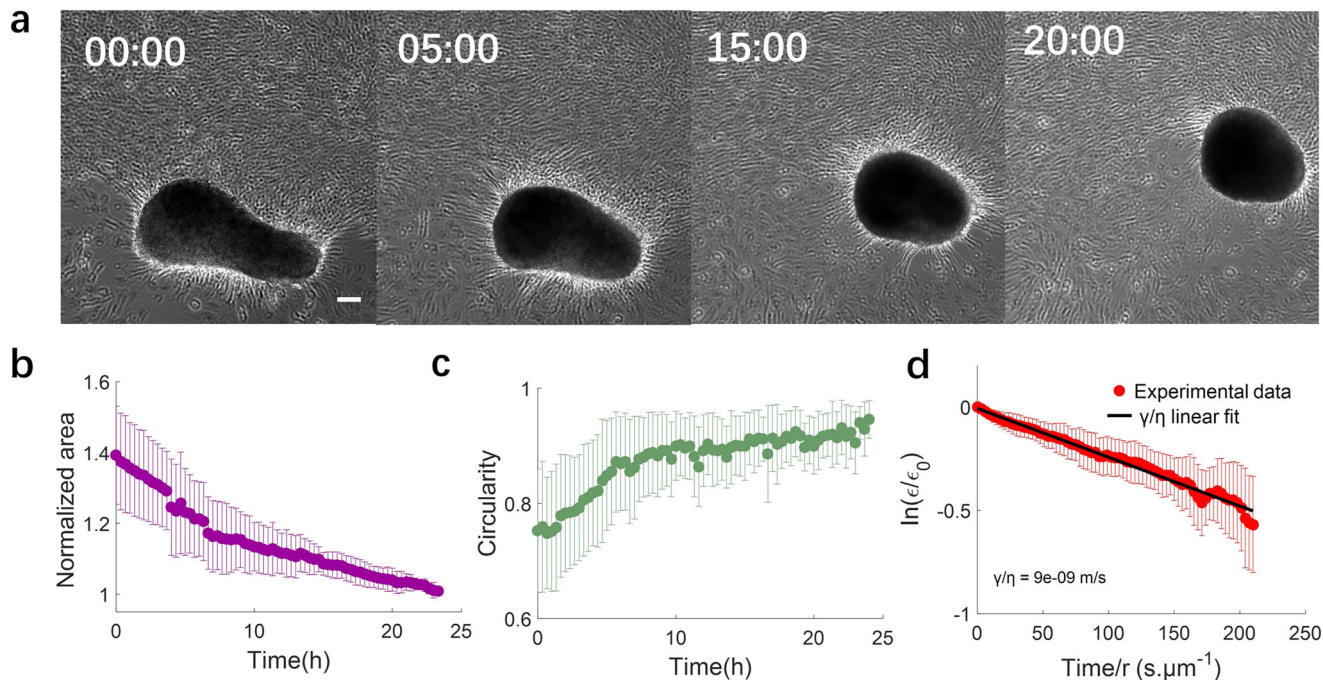 a
00:00
05:00
15:00
20:00
b
Normalized area
1.6
1.4
1.2
1
0
5
10
15
20
25
Time(h)
c
Circularity
1
0.8
0.6
0
10
20
Time(h)
d
ln(ϵ/ϵ₀)
0
-0.5
-1
Experimental data
γ/η linear fit
γ/η = 9e-09 m/s
0
50
100
150
200
250
Time/r (s.μm⁻¹)